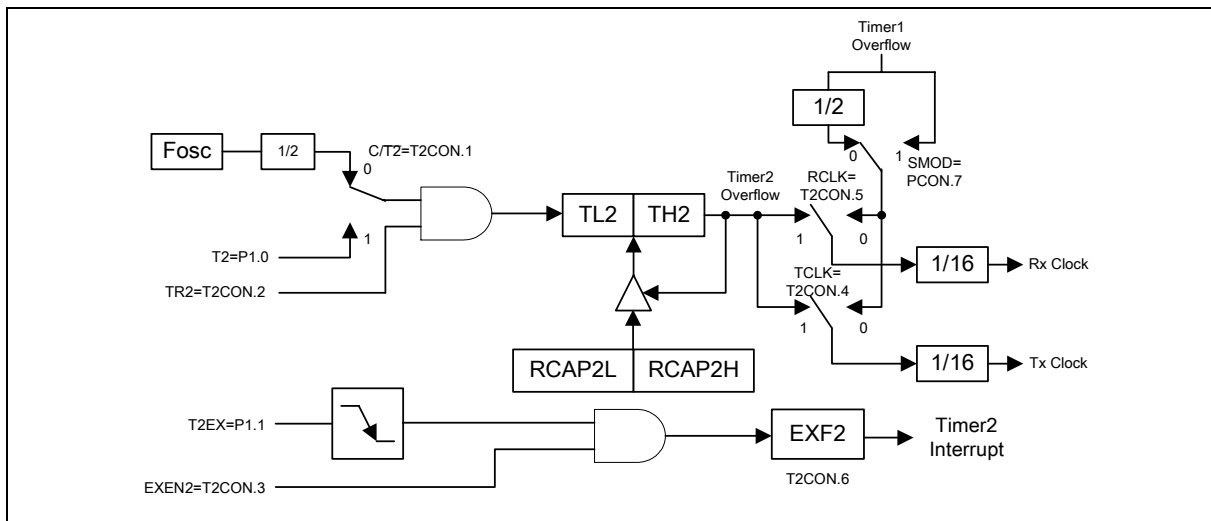 Timer1
Overflow
1/2
Fosc
1/2
C/T2=T2CON.1
0
0
1
SMOD=
PCON.7
Timer2
Overflow
RCLK=
T2CON.5
TL2
TH2
1
0
1
T2=P1.0
TR2=T2CON.2
1/16
Rx Clock
TCLK=
T2CON.4
1
0
RCAP2L
RCAP2H
1/16
Tx Clock
T2EX=P1.1
EXF2
Timer2
Interrupt
EXEN2=T2CON.3
T2CON.6